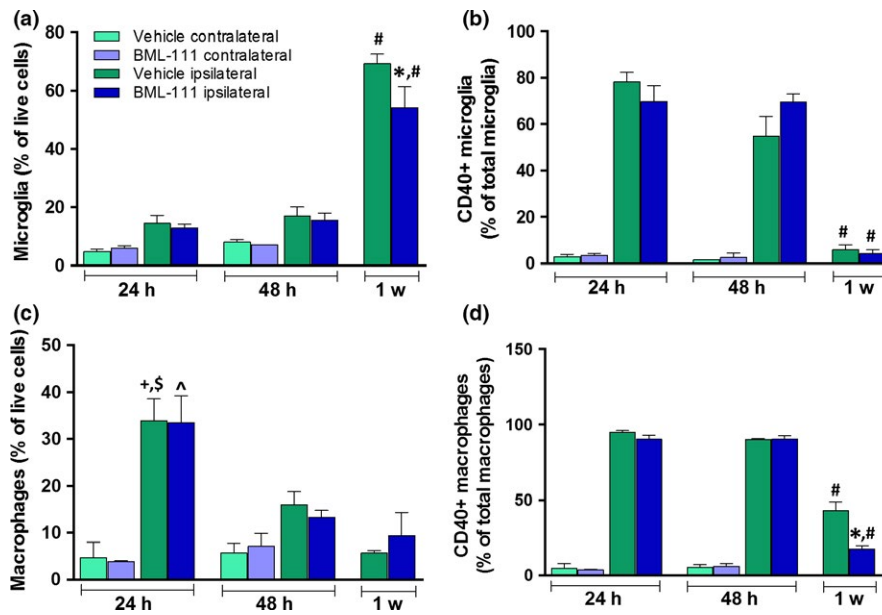 (a)
Vehicle contralateral
BML-111 contralateral
Vehicle ipsilateral
BML-111 ipsilateral
Microglia (% of live cells)
80
60
40
20
0
#
*,#
24 h
48 h
1 w
(b)
CD40+ microglia
(% of total microglia)
100
80
60
40
20
0
#
#
24 h
48 h
1 w
(c)
Macrophages (% of live cells)
50
40
30
20
10
0
+,$
^
24 h
48 h
1 w
(d)
CD40+ macrophages
(% of total macrophages)
150
100
50
0
#
*,#
24 h
48 h
1 w